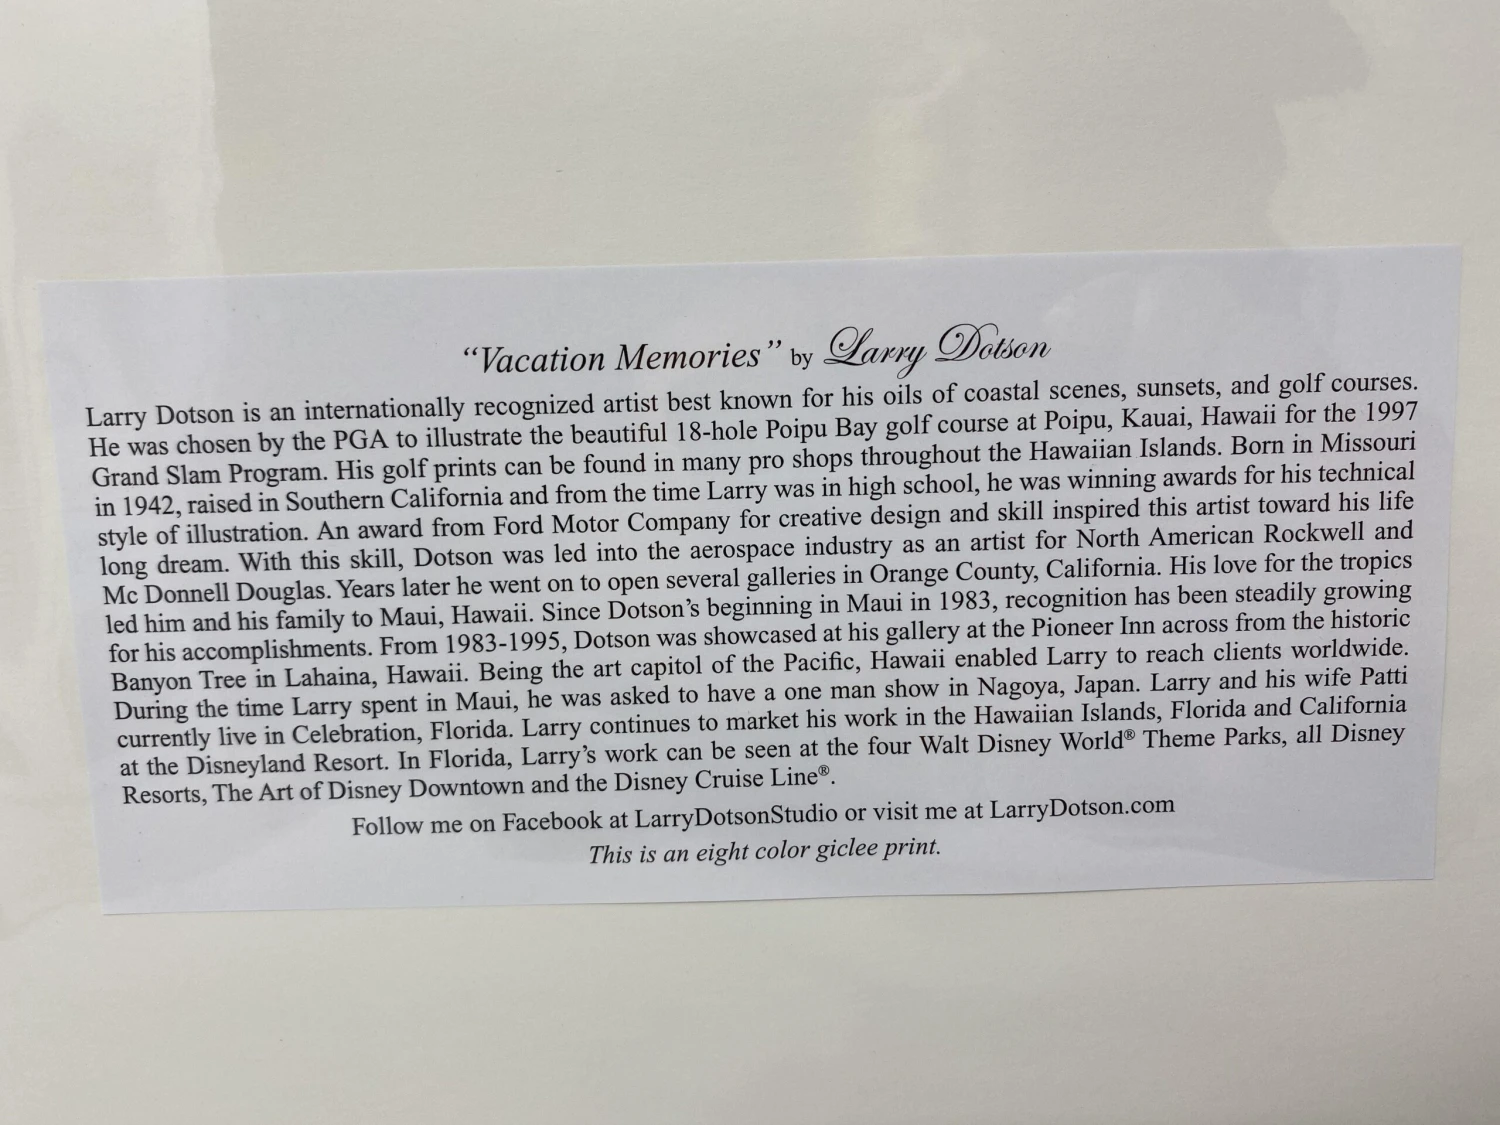 “Vacation Memories” by Larry Dotson
Larry Dotson is an internationally recognized artist best known for his oils of coastal scenes, sunsets, and golf courses.
He was chosen by the PGA to illustrate the beautiful 18-hole Poipu Bay golf course at Poipu, Kauai, Hawaii for the 1997
Grand Slam Program. His golf prints can be found in many pro shops throughout the Hawaiian Islands. Born in Missouri
in 1942, raised in Southern California and from the time Larry was in high school, he was winning awards for his technical
style of illustration. An award from Ford Motor Company for creative design and skill inspired this artist toward his life
long dream. With this skill, Dotson was led into the aerospace industry as an artist for North American Rockwell and
Mc Donnell Douglas. Years later he went on to open several galleries in Orange County, California. His love for the tropics
led him and his family to Maui, Hawaii. Since Dotson’s beginning in Maui in 1983, recognition has been steadily growing
for his accomplishments. From 1983-1995, Dotson was showcased at his gallery at the Pioneer Inn across from the historic
Banyon Tree in Lahaina, Hawaii. Being the art capitol of the Pacific, Hawaii enabled Larry to reach clients worldwide.
During the time Larry spent in Maui, he was asked to have a one man show in Nagoya, Japan. Larry and his wife Patti
currently live in Celebration, Florida. Larry continues to market his work in the Hawaiian Islands, Florida and California
at the Disneyland Resort. In Florida, Larry’s work can be seen at the four Walt Disney World® Theme Parks, all Disney
Resorts, The Art of Disney Downtown and the Disney Cruise Line®.
Follow me on Facebook at LarryDotsonStudio or visit me at LarryDotson.com
This is an eight color giclee print.